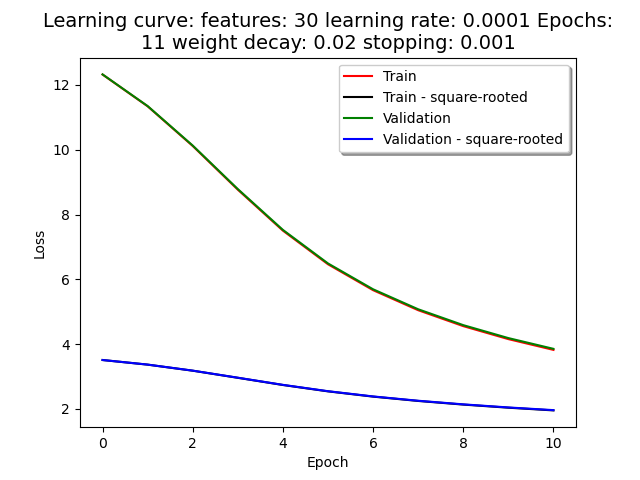 Learning curve: features: 30 learning rate: 0.0001 Epochs:
11 weight decay: 0.02 stopping: 0.001
Train
Train - square-rooted
Validation
Validation - square-rooted
Loss
12
10
8
6
4
2
0 2 4 6 8 10
Epoch